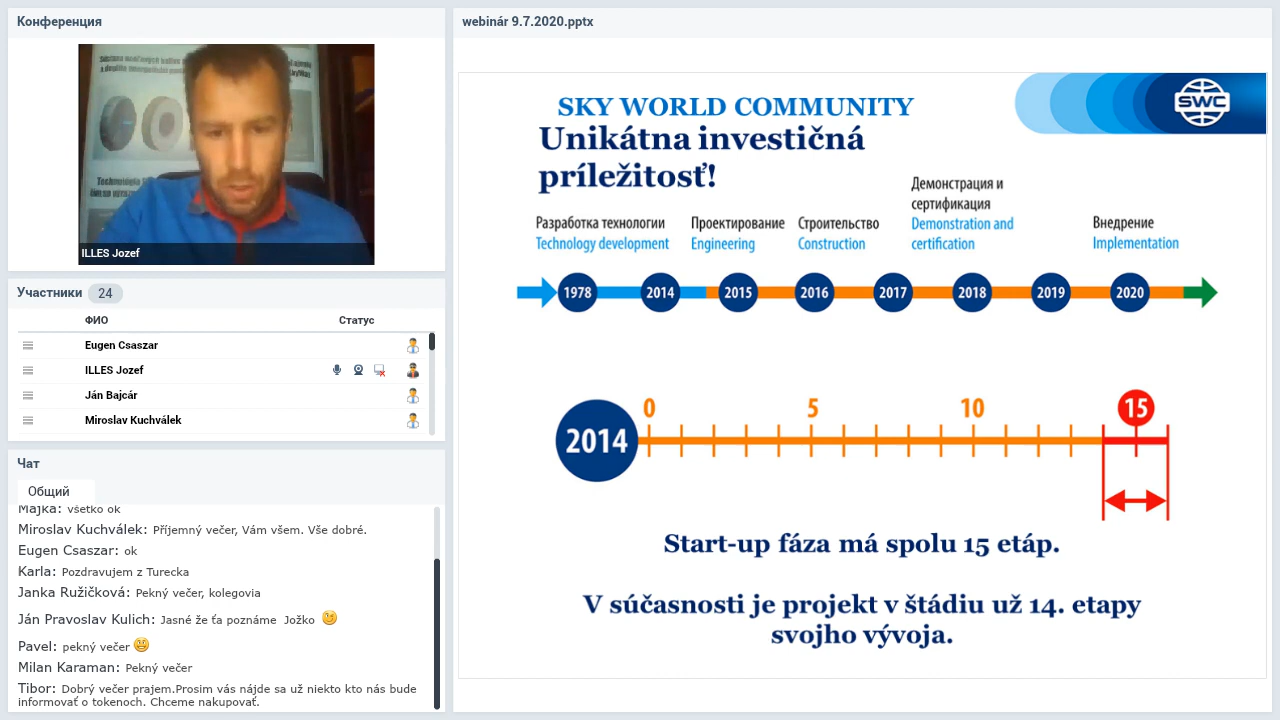 Конференция
ILLES Jozef
Участники 24
ФИО Статус
Eugen Csaszar
ILLES Jozef
Ján Bajcár
Miroslav Kuchválek
Чат
Общий
Majka: všetko ok
Miroslav Kuchválek: Příjemný večer, Vám všem. Vše dobré.
Eugen Csaszar: ok
Karla: Pozdravujem z Turecka
Janka Ružičková: Pekný večer, kolegovia
Ján Pravoslav Kulich: Jasné že ťa poznáme Jožko
Pavel: pekný večer
Milan Karaman: Pekný večer
Tibor: Dobrý večer prajem.Prosim vás nájde sa už niekto kto nás bude
informovať o tokenoch. Chceme nakupovať.
webinár 9.7.2020.pptx
SWC
SKY WORLD COMMUNITY
Unikátna investičná
príležitosť!
Разработка технологии
Technology development
Проектирование
Engineering
Строительство
Construction
Демонстрация и
сертификация
Demonstration and
certification
Внедрение
Implementation
1978 2014 2015 2016 2017 2018 2019 2020
2014 0 5 10 15
Start-up fáza má spolu 15 etáp.
V súčasnosti je projekt v štádiu už 14. etapy
svojho vývoja.